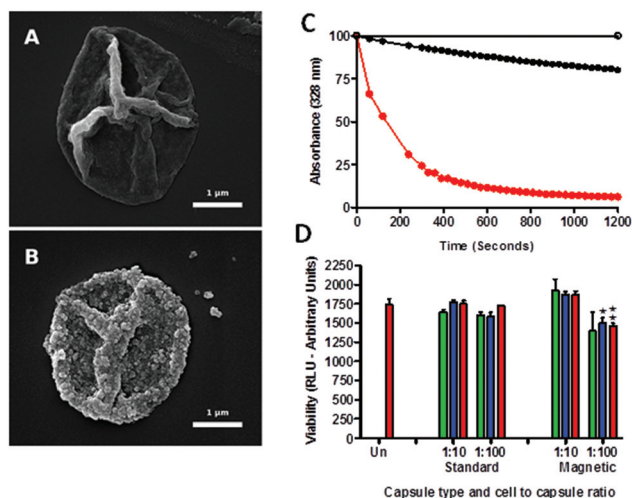 A
1 µm
B
1 µm
C
Absorbance (328 nm)
100
75
50
25
0
0 200 400 600 800 1000 1200
Time (Seconds)
D
Viability (RLU - Arbitrary Units)
2250
2000
1750
1500
1250
1000
750
500
250
0
★ ★ ★
Un 1:10 1:100 1:10 1:100
Standard Magnetic
Capsule type and cell to capsule ratio